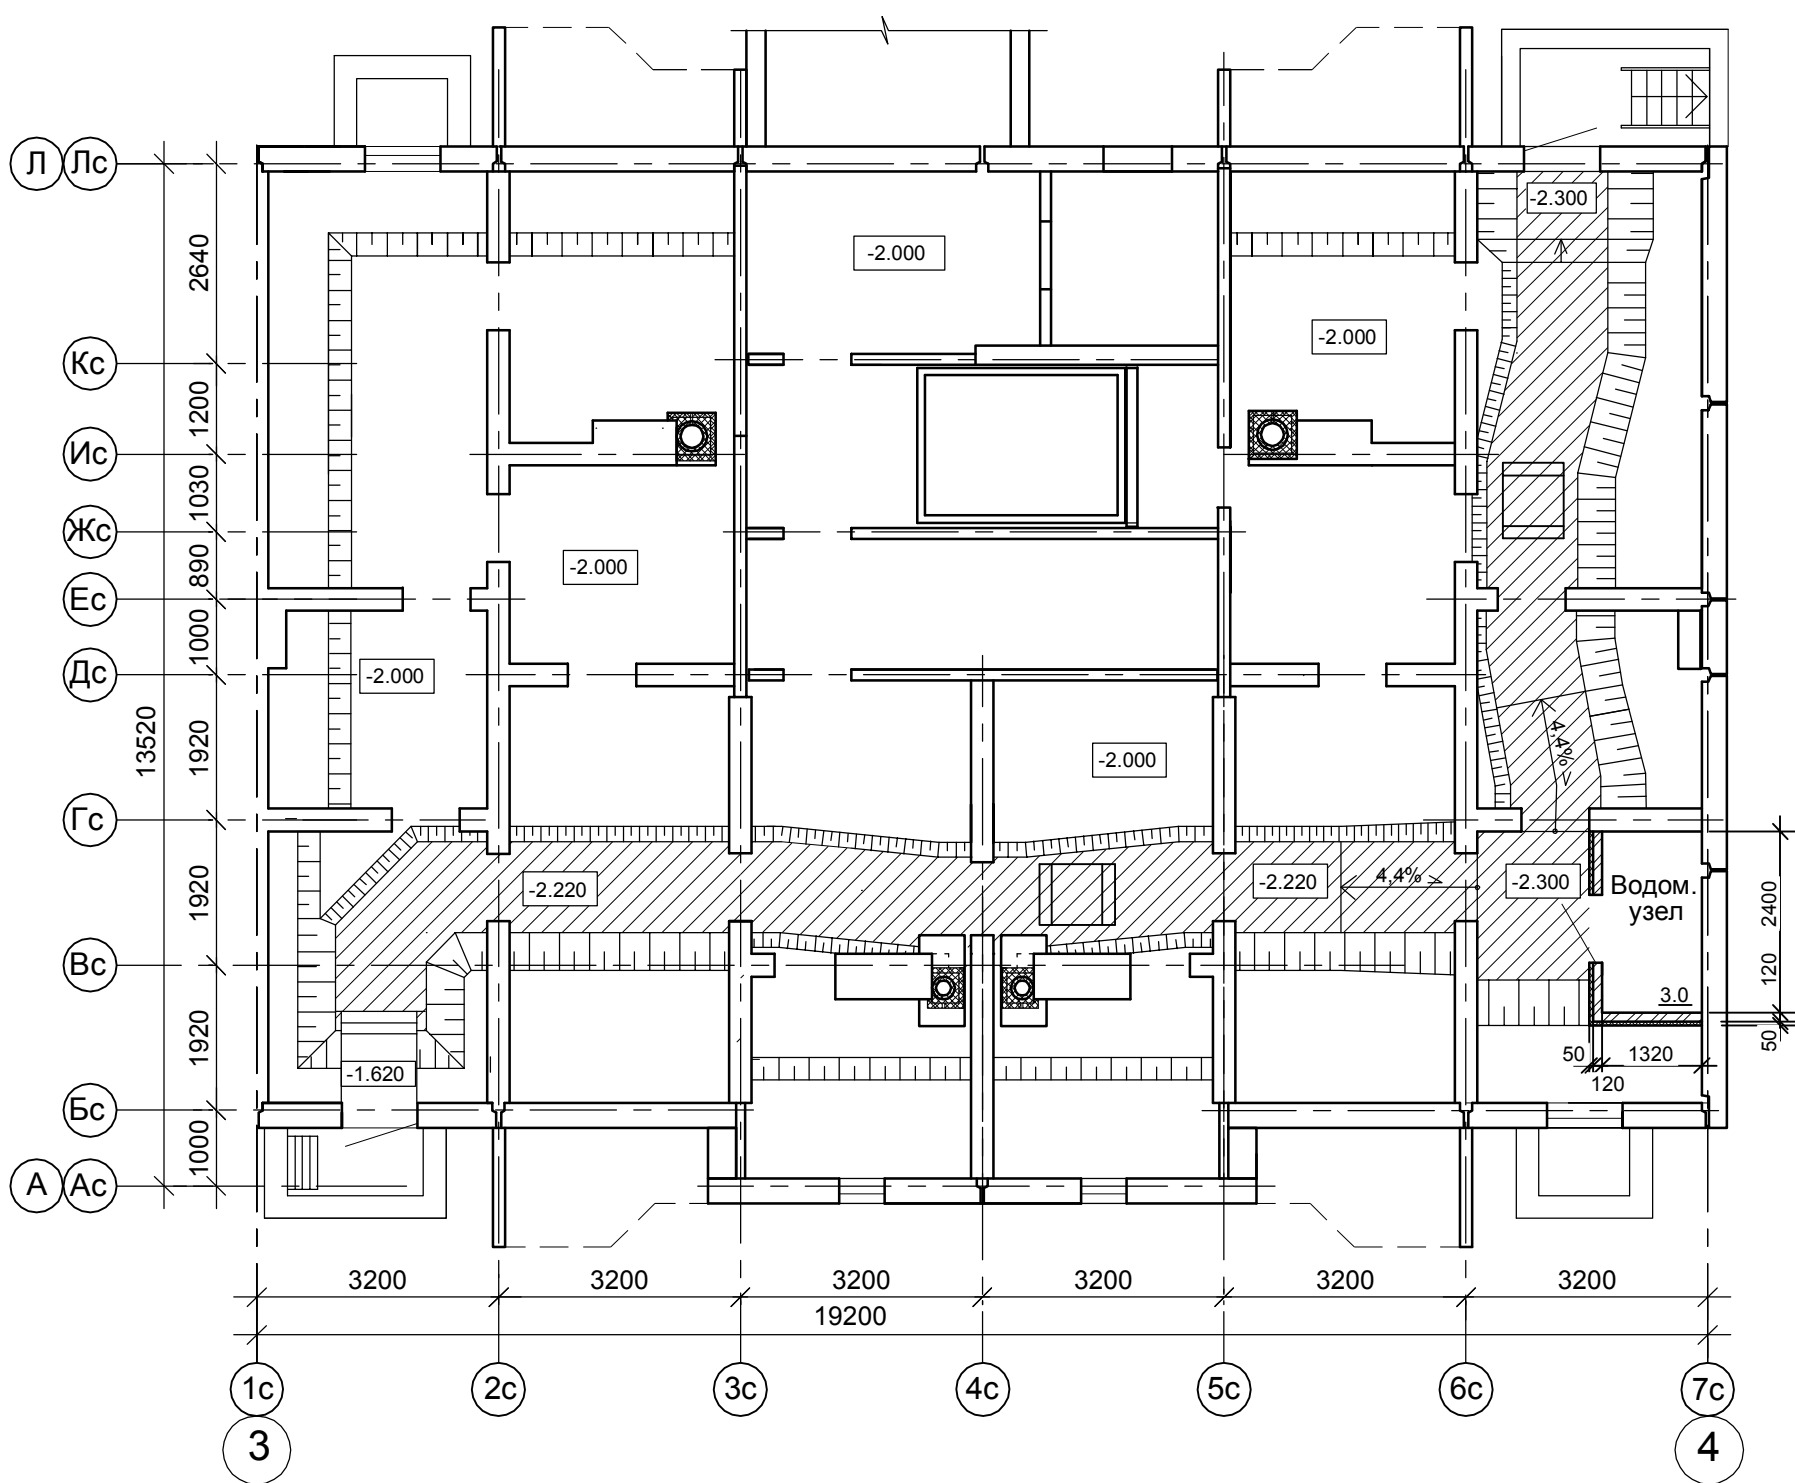 -2.300
Л Лс
-2.000
2640
-2.000
Кс
1200
Ис
1030
Жс
-2.000
890
Ес
1000
-2.000
Дс
13520
1920
4,4%
-2.000
Гс
-2.220
-2.220
4,4%
-2.300
Водом.
узел
1920
2400
Вс
120
3.0
1920
50
50
1320
-1.620
120
Бс
1000
А Ас
3200
3200
3200
3200
3200
3200
19200
1с
2с
3с
4с
5с
6с
7с
3
4